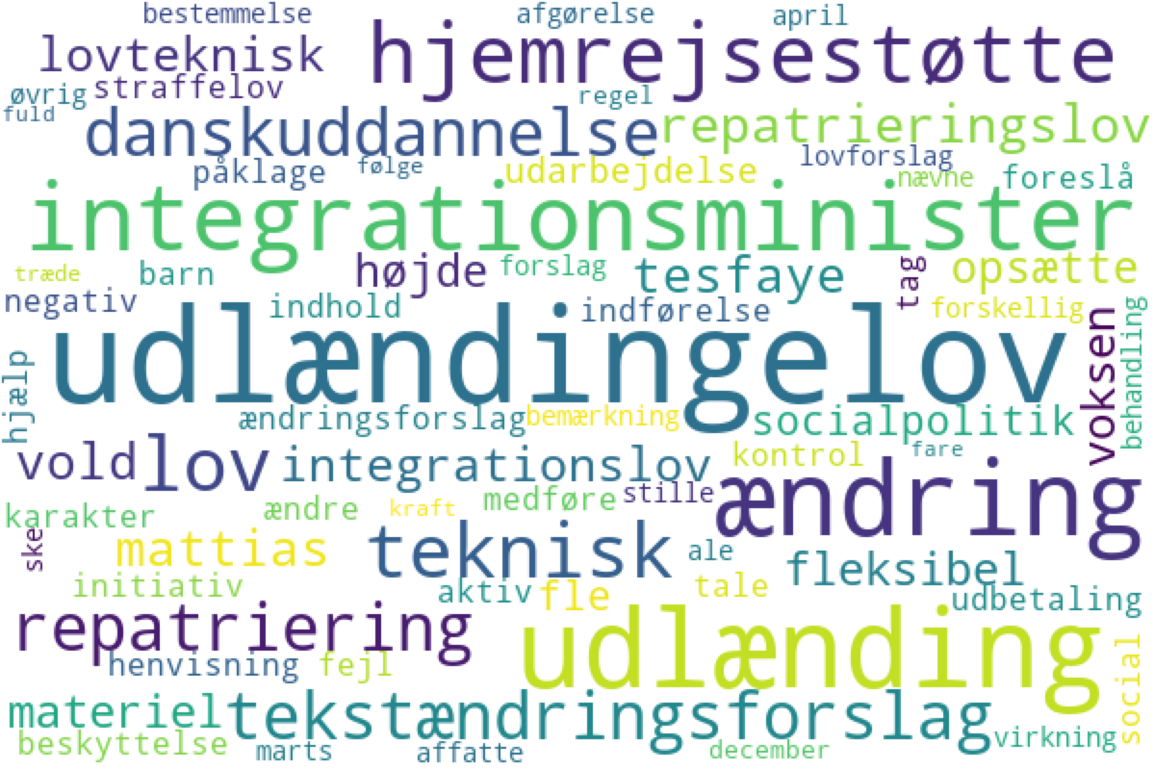 bestemmelse afgørelse april
lovteknisk hjemrejsestøtte
øvrig straffelov regel
fuld danskuddannelse repatrieringslov
påklage følge udarbejdelse lovforslag
nævne foreslå
integrationsminister
træde barn højde forslag tesfaye tag opsætte
negativ indhold indførelse forskellig
udlændingelov
hjælp voksen behandling
ændringsforslag bemærkning socialpolitik
vold lov integrationslov kontrol fare
karakter ændre kraft medføre stille ændring
ske mattias teknisk ale fleksibel
initiativ aktiv fle tale udbetaling
repatriering udlænding
henvisning fejl social
materiel tekstændringsforslag
beskyttelse marts affatte december virkning